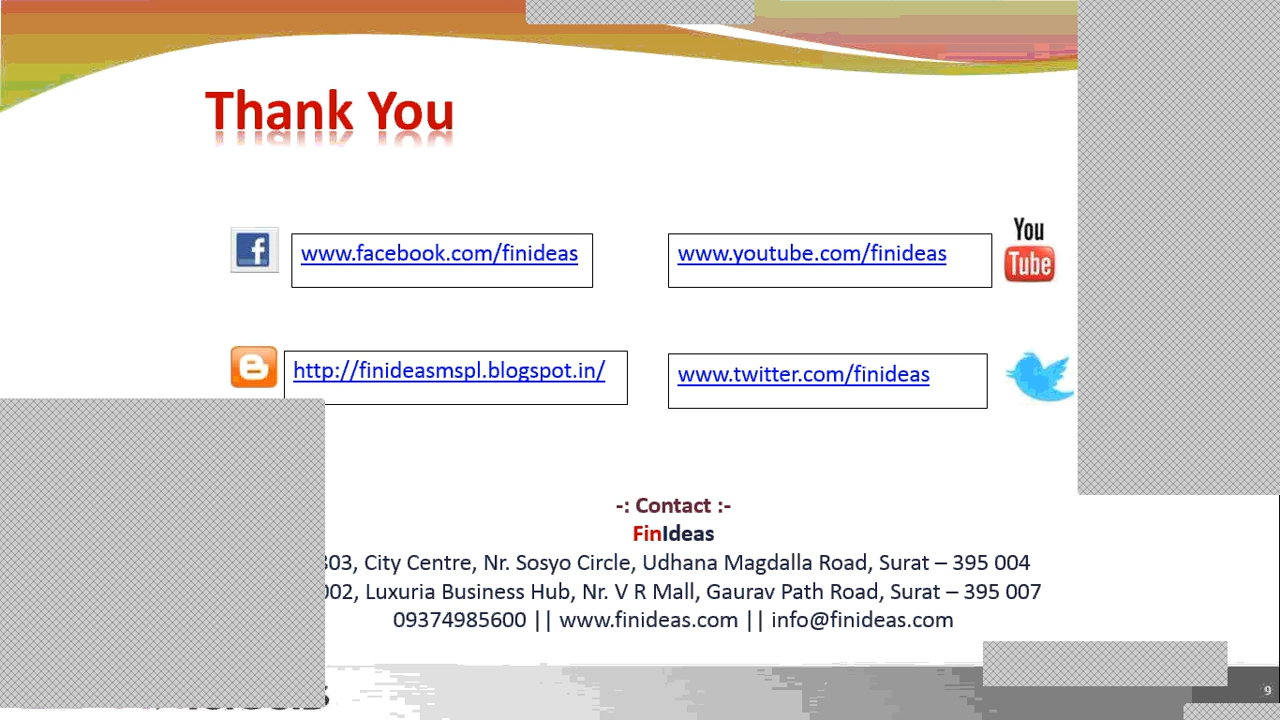 Thank You
www.facebook.com/finideas
www.youtube.com/finideas
You
Tube
http://finideasmspl.blogspot.in/
www.twitter.com/finideas
-: Contact :-
FinIdeas
City Centre, Nr. Sosyo Circle, Udhana Magdalla Road, Surat – 395 004
Luxuria Business Hub, Nr. V R Mall, Gaurav Path Road, Surat – 395 007
09374985600 || www.finideas.com || info@finideas.com
9